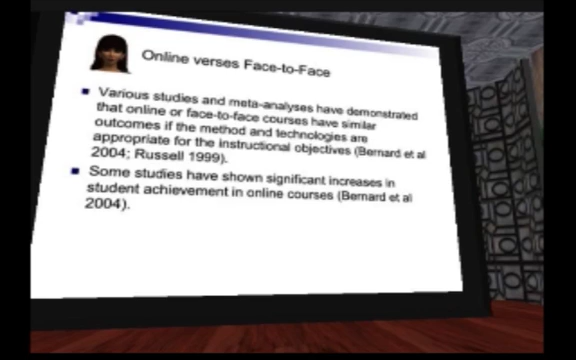 Online verses Face-to-Face
Various studies and meta-analyses have demonstrated
that online or face-to-face courses have similar
outcomes if the method and technologies are
appropriate for the instructional objectives (Bernard et al
2004; Russell 1999).
Some studies have shown significant increases in
student achievement in online courses (Bernard et al
2004).